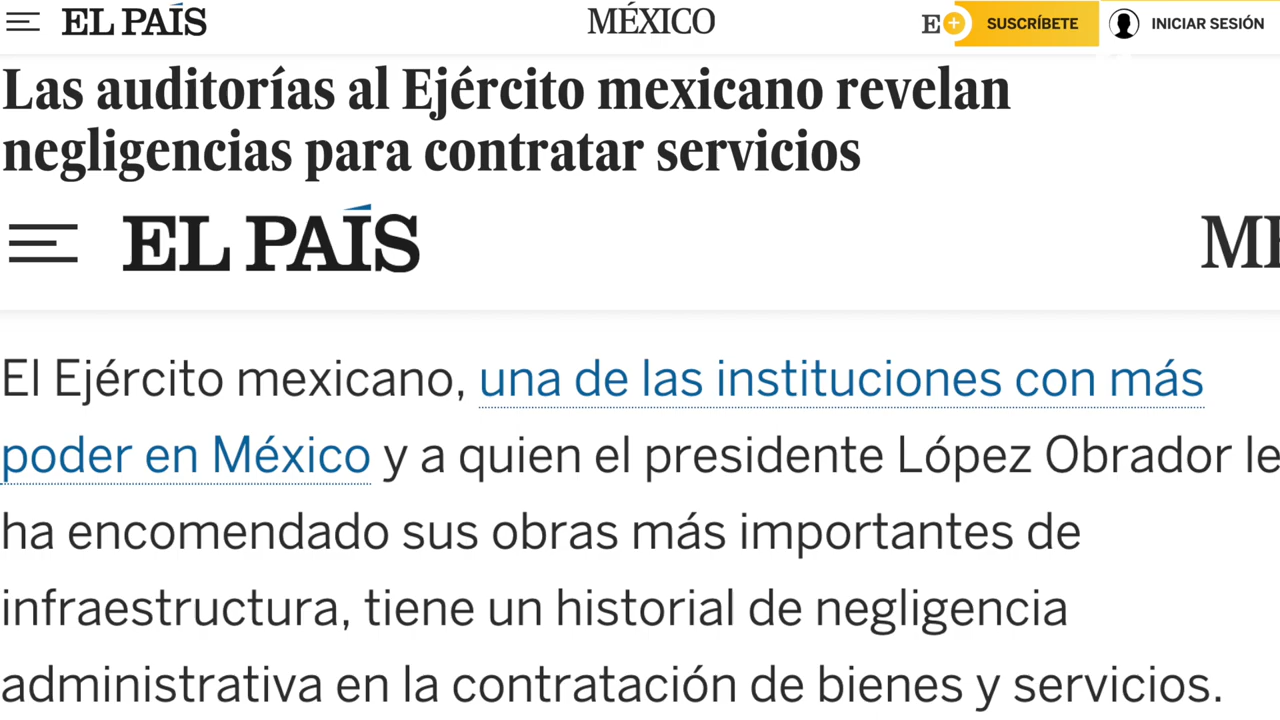 EL PAÍS MÉXICO E+ SUSCRÍBETE INICIAR SESIÓN
Las auditorías al Ejército mexicano revelan
negligencias para contratar servicios
EL PAÍS
El Ejército mexicano, una de las instituciones con más
poder en México y a quien el presidente López Obrador le
ha encomendado sus obras más importantes de
infraestructura, tiene un historial de negligencia
administrativa en la contratación de bienes y servicios.